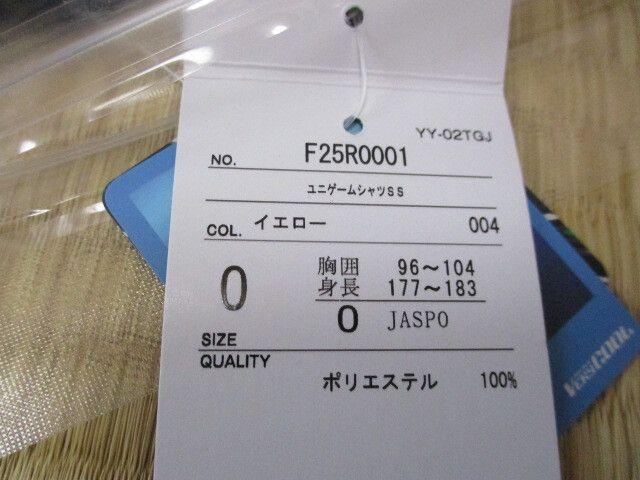 YY-02TGJ
NO. F25R0001
ユニゲームシャツSS
COL. イエロー 004
胸囲 96～104
身長 177～183
0 O JASPO
SIZE
QUALITY
ポリエステル 100%
VERSICOOL